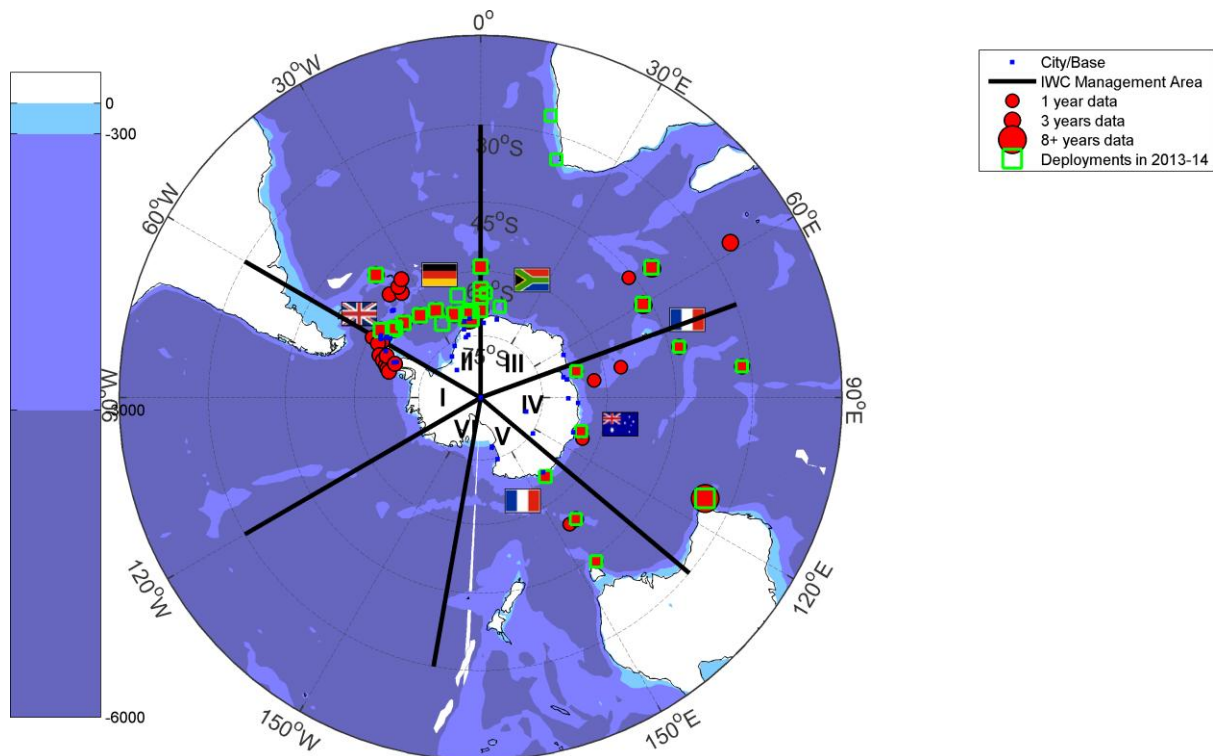 0°
30°W
30°E
60°W
60°E
90°W
90°E
120°W
120°E
150°W
150°E
30°S
45°S
60°S
75°S
I
II
III
IV
V
VI
0
-300
-3000
-6000
City/Base
IWC Management Area
1 year data
3 years data
8+ years data
Deployments in 2013-14